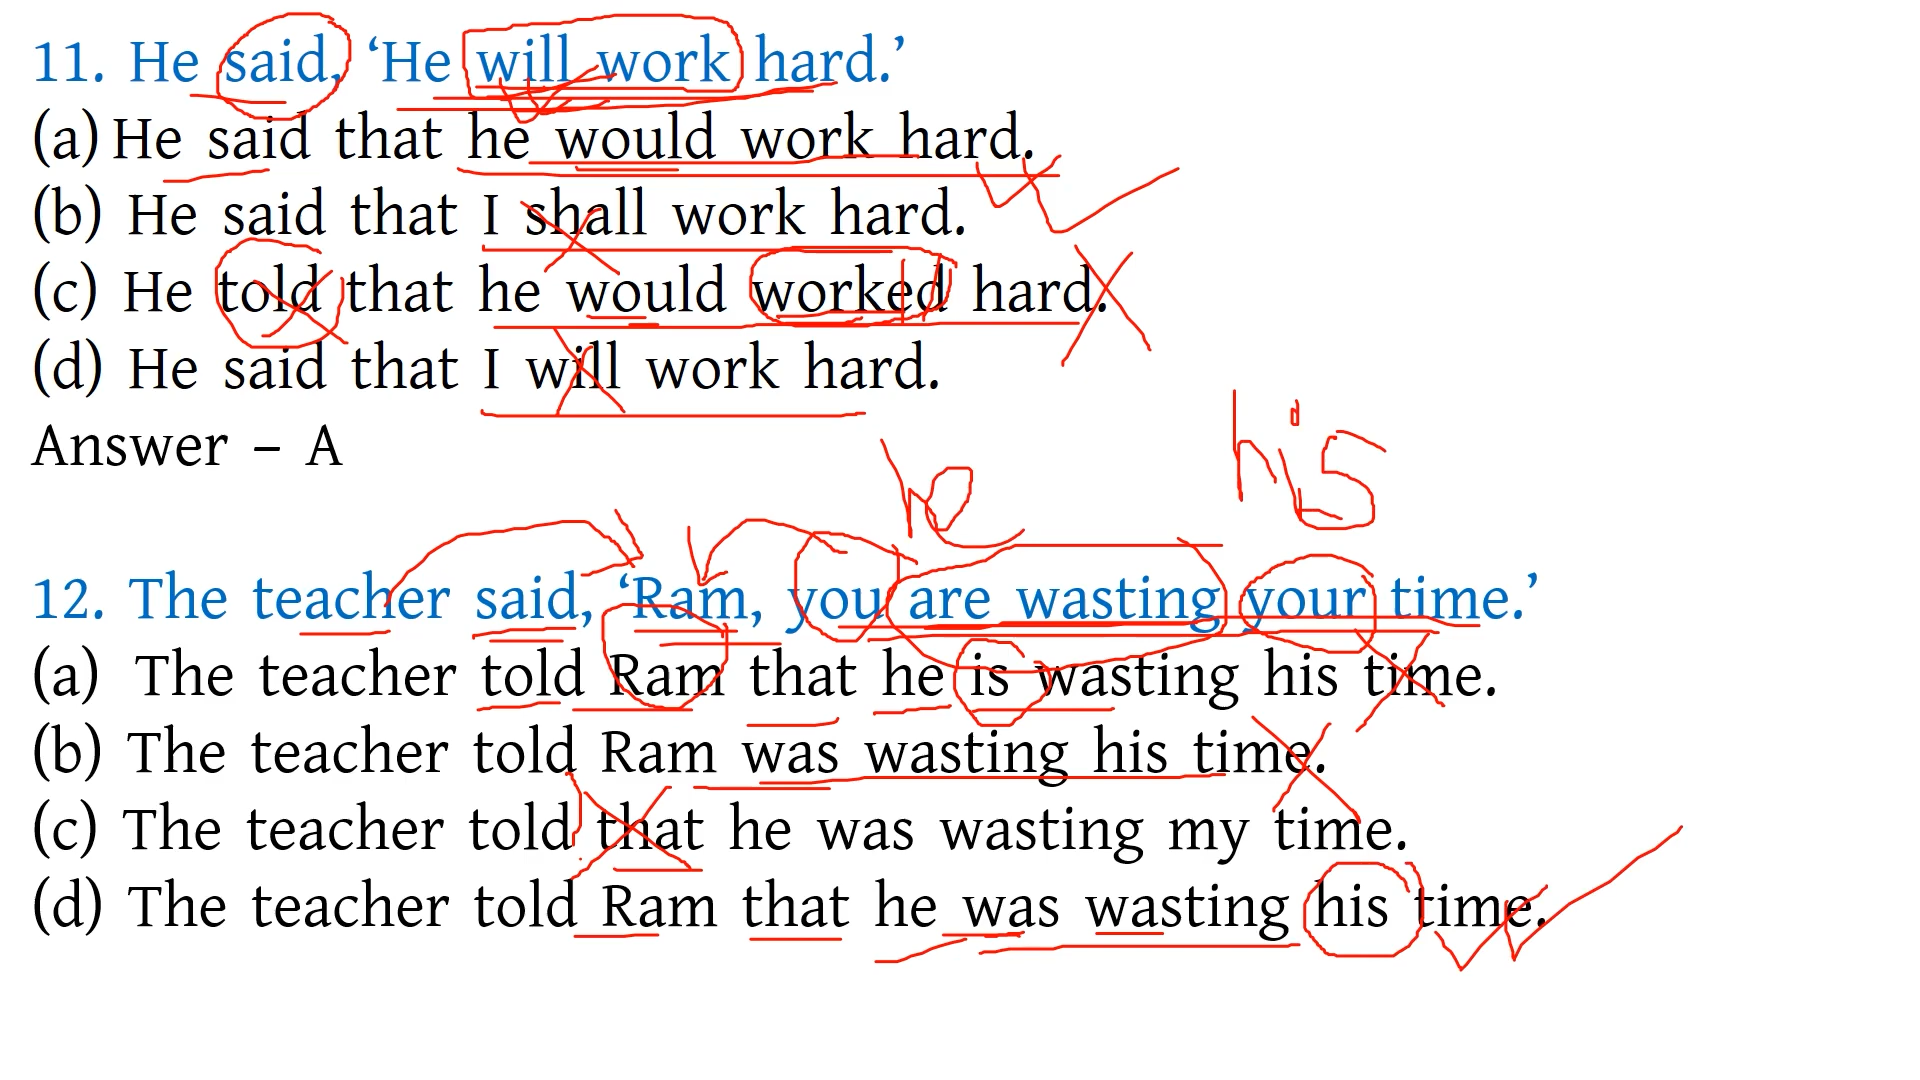 11. He said, ‘He will work hard.’
(a) He said that he would work hard.
(b) He said that I shall work hard.
(c) He told that he would worked hard.
(d) He said that I will work hard.
Answer – A
his
he
12. The teacher said, ‘Ram, you are wasting your time.’
(a) The teacher told Ram that he is wasting his time.
(b) The teacher told Ram was wasting his time.
(c) The teacher told that he was wasting my time.
(d) The teacher told Ram that he was wasting his time.